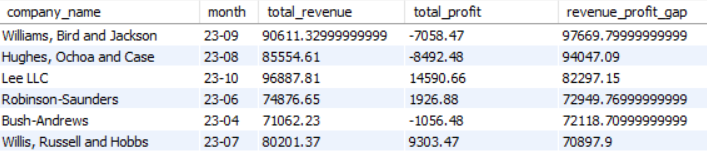 company_name month total_revenue total_profit revenue_profit_gap
Williams, Bird and Jackson 23-09 90611.32999999999 -7058.47 97669.79999999999
Hughes, Ochoa and Case 23-08 85554.61 -8492.48 94047.09
Lee LLC 23-10 96887.81 14590.66 82297.15
Robinson-Saunders 23-06 74876.65 1926.88 72949.76999999999
Bush-Andrews 23-04 71062.23 -1056.48 72118.70999999999
Willis, Russell and Hobbs 23-07 80201.37 9303.47 70897.9